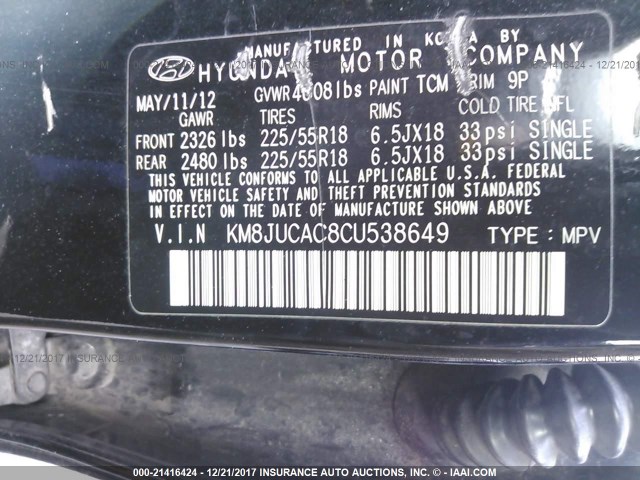 MANUFACTURED IN KOREA BY
HYUNDAI MOTOR COMPANY
MAY/11/12 GVWR 4608lbs PAINT TCM TRIM 9P
GAWR TIRES RIMS COLD TIRE INFL
FRONT 2326 lbs 225/55R18 6.5JX18 33psi SINGLE
REAR 2480 lbs 225/55R18 6.5JX18 33psi SINGLE
THIS VEHICLE CONFORMS TO ALL APPLICABLE U.S.A. FEDERAL
MOTOR VEHICLE SAFETY AND THEFT PREVENTION STANDARDS
IN EFFECT ON THE DATE OF MANUFACTURE SHOWN ABOVE.
V.I.N KM8JUCAC8CU538649 TYPE : MPV
000-21416424 - 12/21/2017 - INSURANCE AUTO AUCTIONS, INC. - IAAI.COM